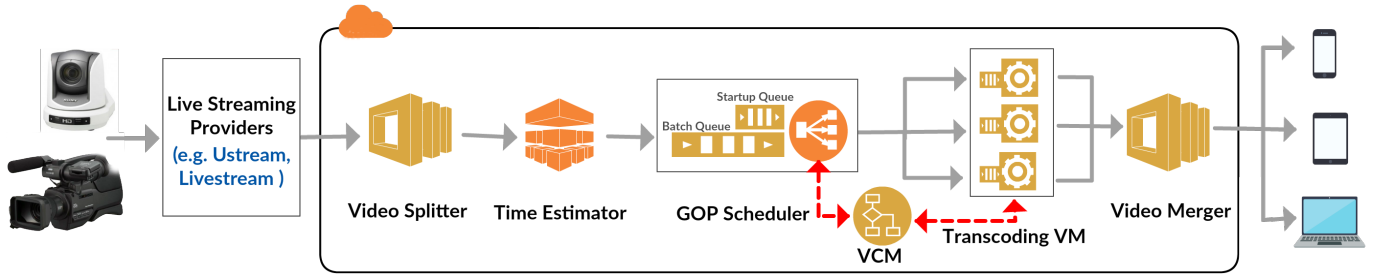 Live Streaming
Providers
(e.g. Ustream,
Livestream )
Video Splitter
Time Estimator
Startup Queue
Batch Queue
GOP Scheduler
VCM
Transcoding VM
Video Merger